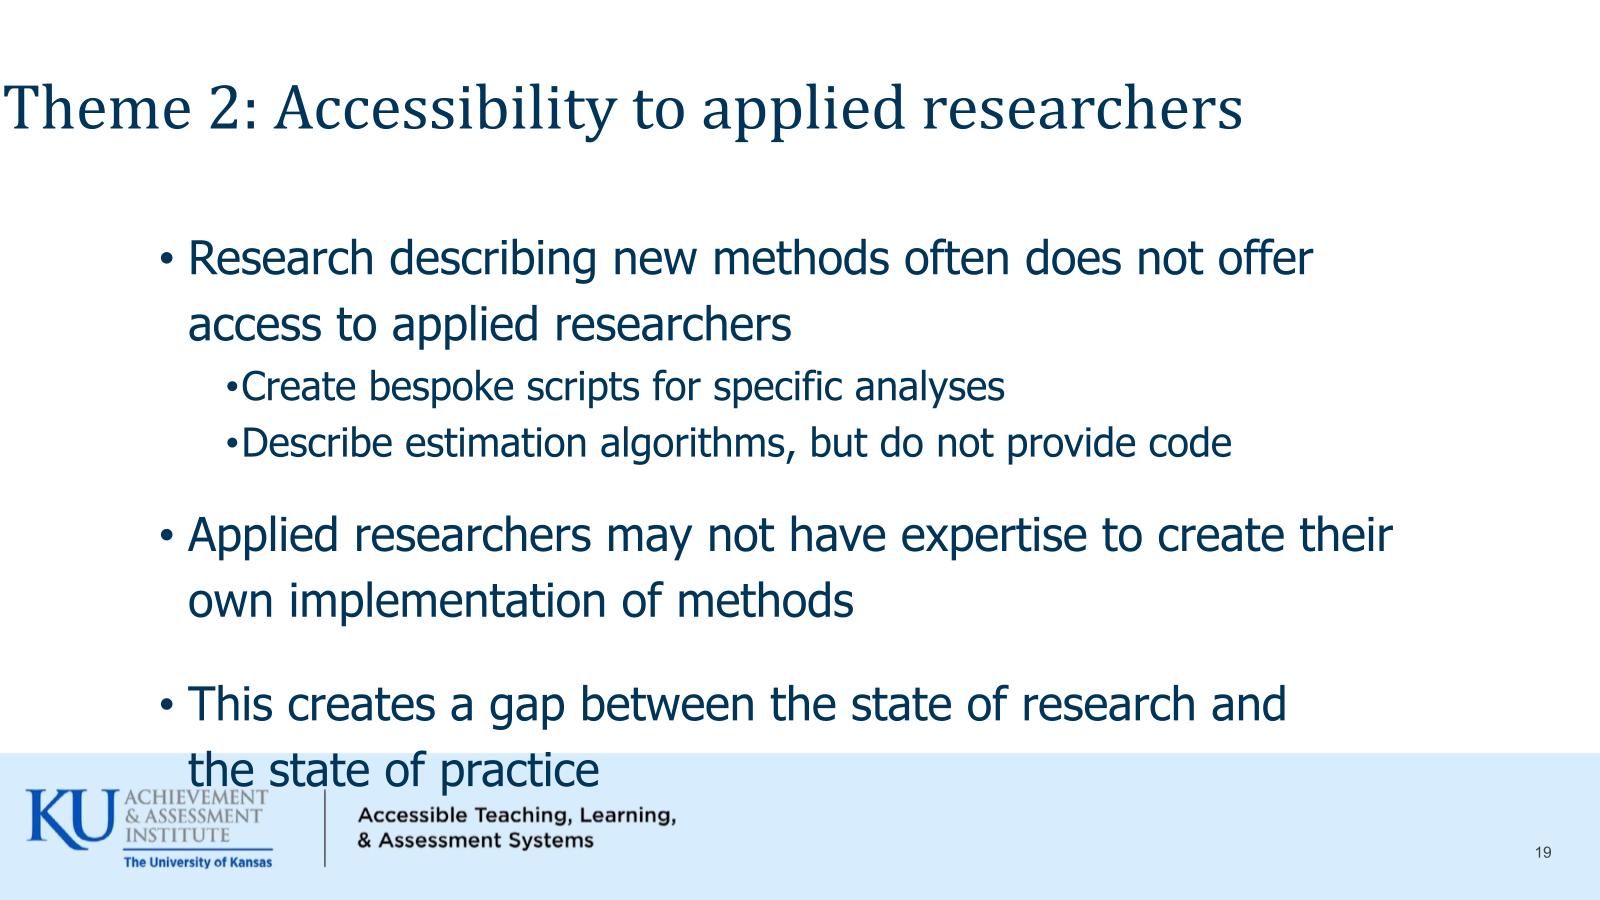 Theme 2: Accessibility to applied researchers
• Research describing new methods often does not offer
access to applied researchers
•Create bespoke scripts for specific analyses
•Describe estimation algorithms, but do not provide code
• Applied researchers may not have expertise to create their
own implementation of methods
• This creates a gap between the state of research and
the state of practice
KU
ACHIEVEMENT
& ASSESSMENT
INSTITUTE
The University of Kansas
Accessible Teaching, Learning,
& Assessment Systems
19